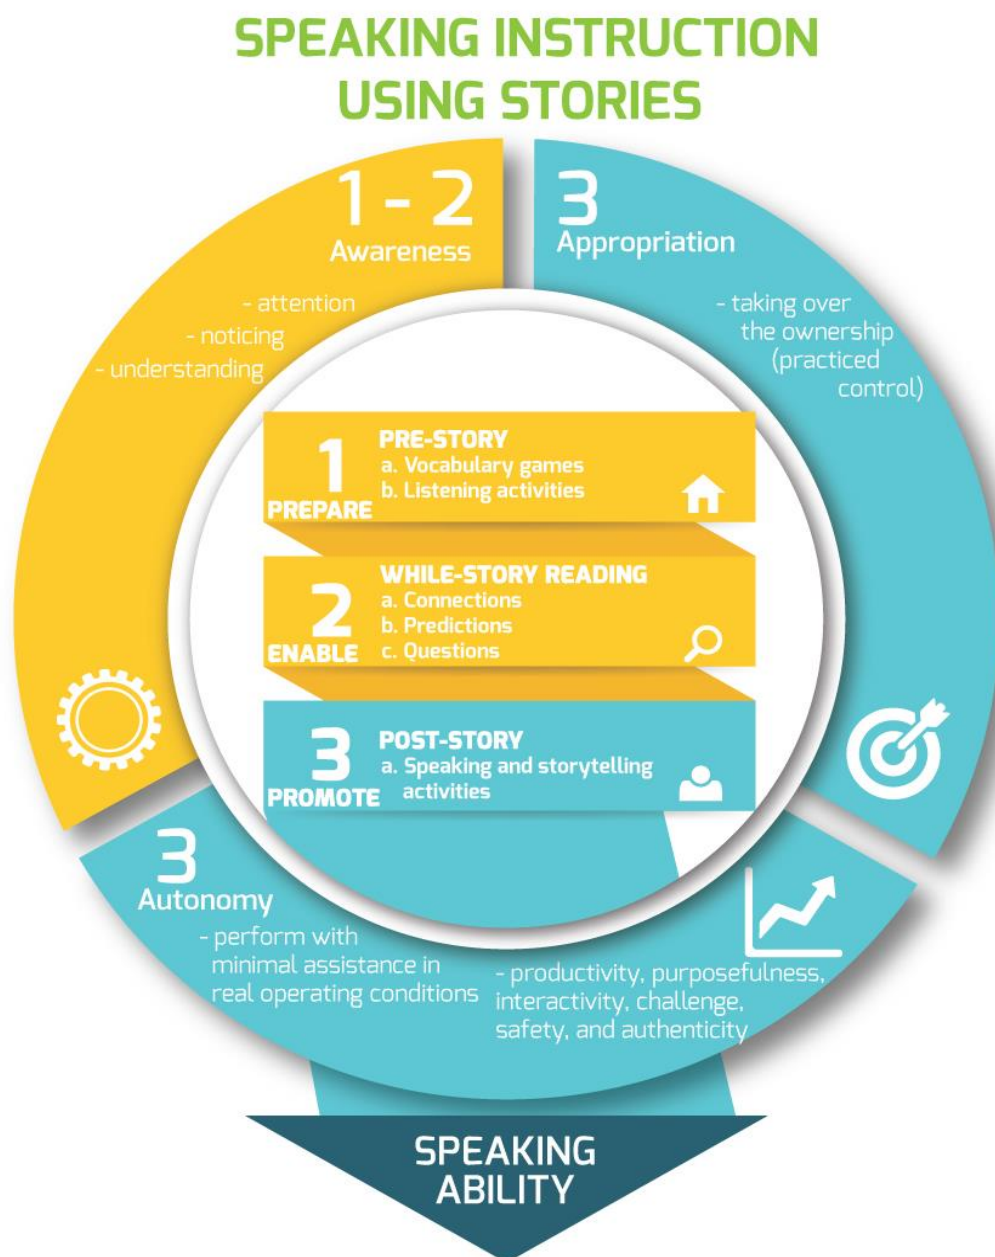 SPEAKING INSTRUCTION
USING STORIES
1 - 2
Awareness
- attention
- noticing
- understanding
3
Appropriation
- taking over
the ownership
(practiced
control)
1
PREPARE
PRE-STORY
a. Vocabulary games
b. Listening activities
2
ENABLE
WHILE-STORY READING
a. Connections
b. Predictions
c. Questions
3
PROMOTE
POST-STORY
a. Speaking and storytelling
activities
3
Autonomy
- perform with
minimal assistance in
real operating conditions
- productivity, purposefulness,
interactivity, challenge,
safety, and authenticity
SPEAKING
ABILITY